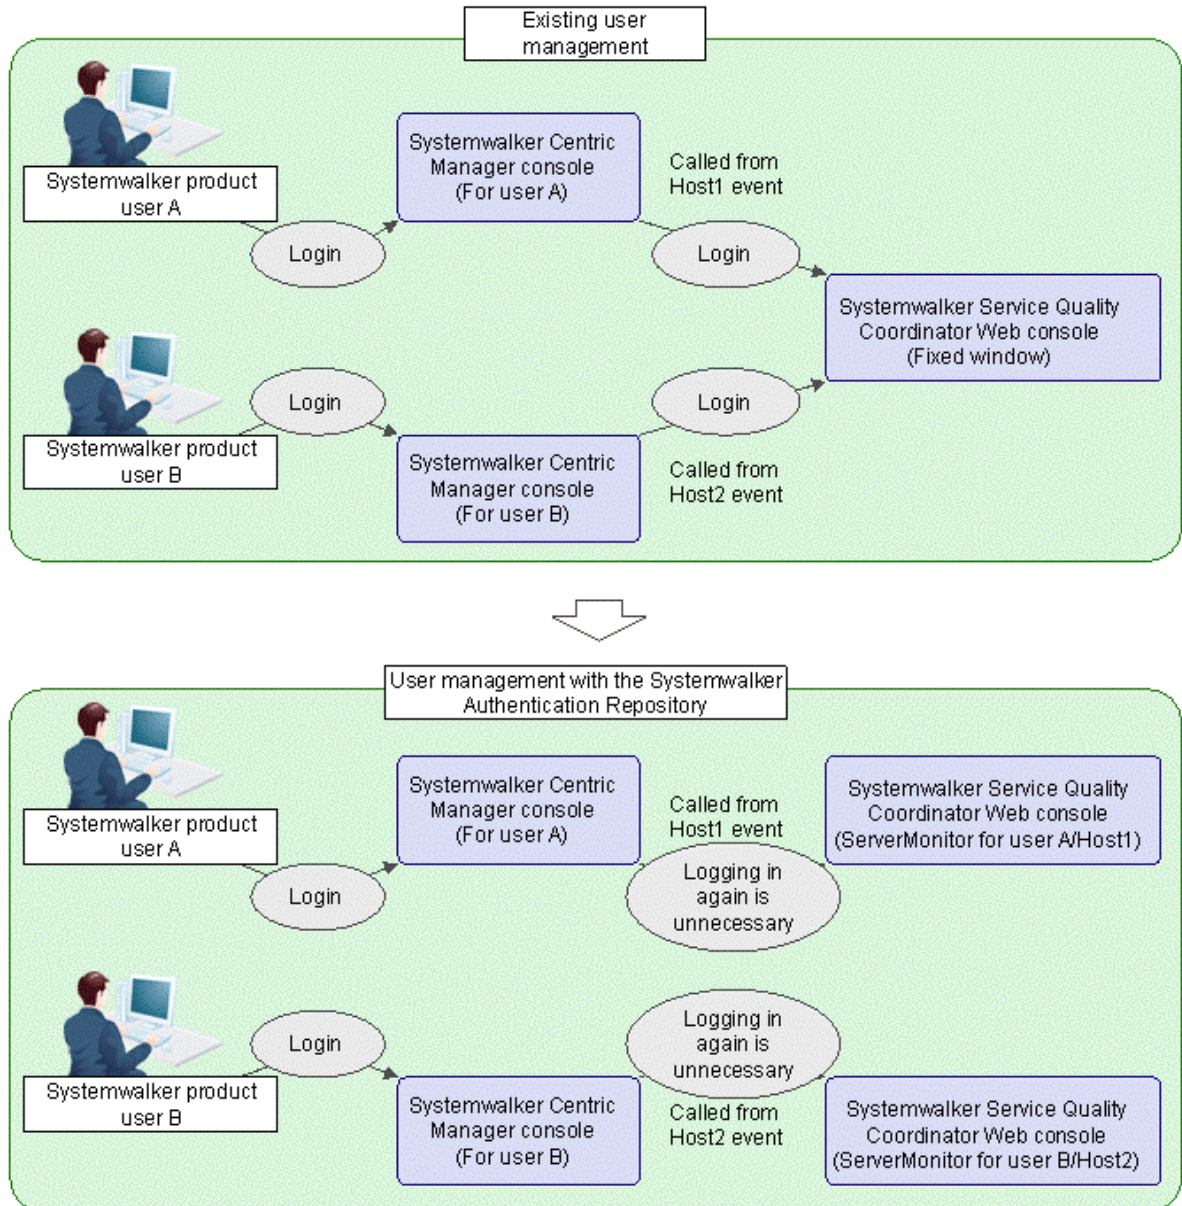 Existing user
management
Systemwalker product
user A
Login
Systemwalker Centric
Manager console
(For user A)
Called from
Host1 event
Login
Systemwalker Service Quality
Coordinator Web console
(Fixed window)
Systemwalker product
user B
Login
Systemwalker Centric
Manager console
(For user B)
Login
Called from
Host2 event
User management with the Systemwalker
Authentication Repository
Systemwalker product
user A
Login
Systemwalker Centric
Manager console
(For user A)
Called from
Host1 event
Logging in
again is
unnecessary
Systemwalker Service Quality
Coordinator Web console
(ServerMonitor for user A/Host1)
Systemwalker product
user B
Login
Systemwalker Centric
Manager console
(For user B)
Logging in
again is
unnecessary
Called from
Host2 event
Systemwalker Service Quality
Coordinator Web console
(ServerMonitor for user B/Host2)